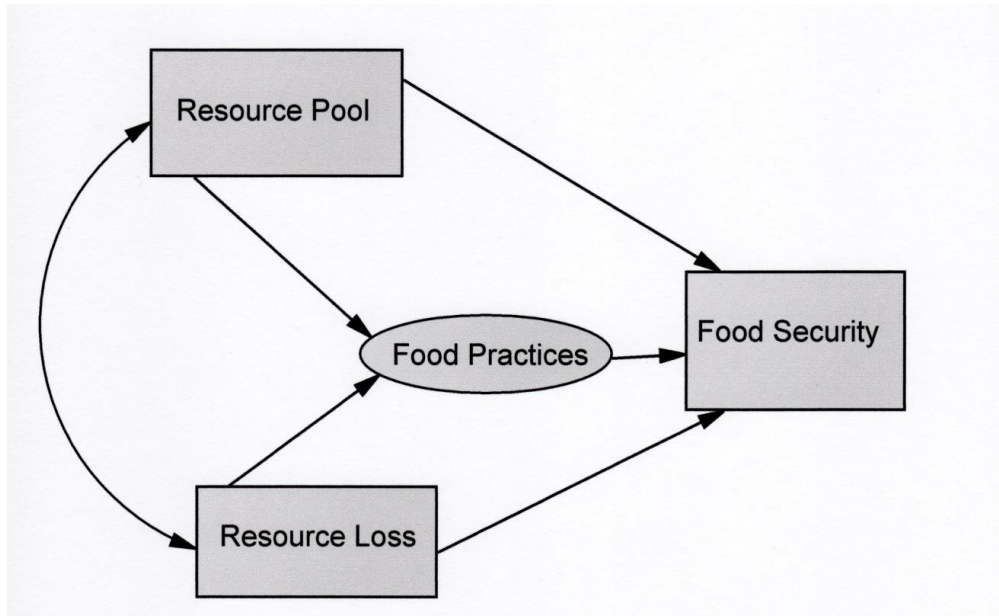 Resource Pool
Food Practices
Food Security
Resource Loss